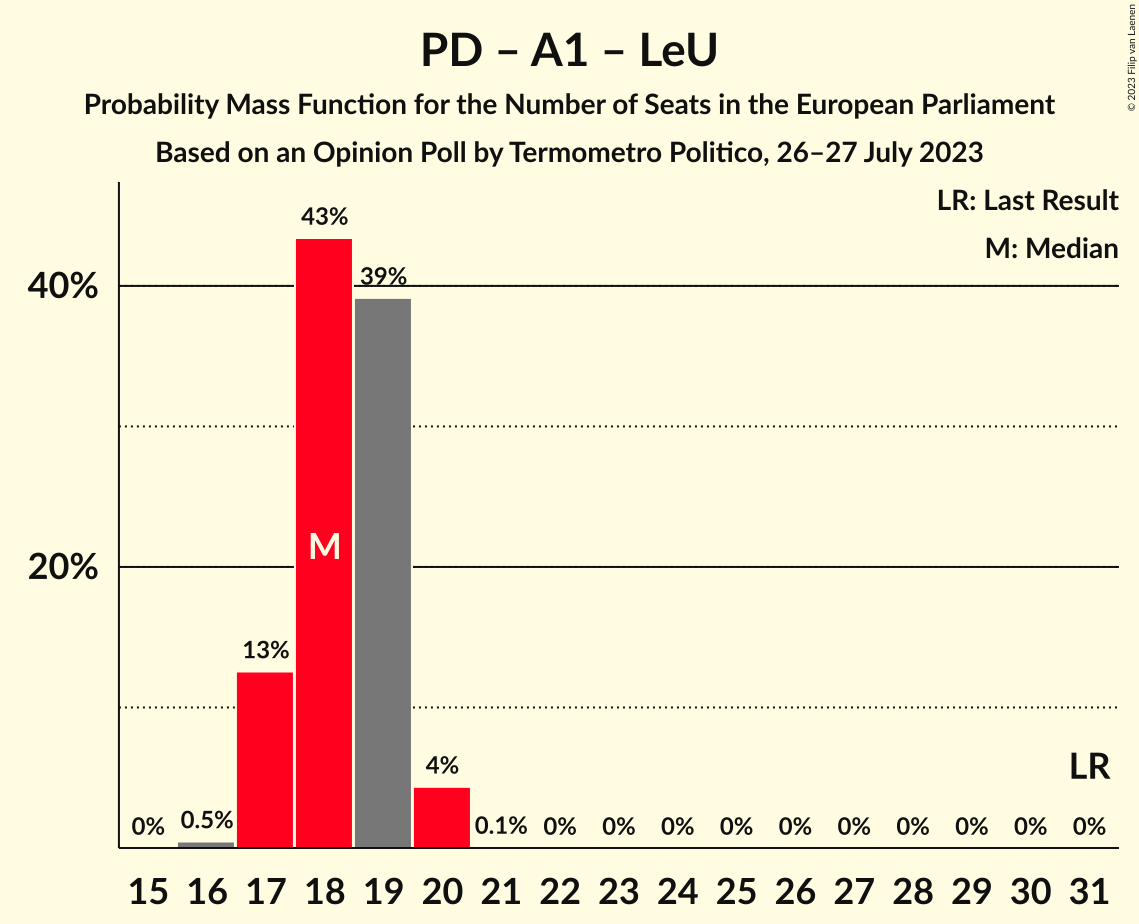 PD – A1 – LeU
Probability Mass Function for the Number of Seats in the European Parliament
Based on an Opinion Poll by Termometro Politico, 26–27 July 2023
© 2023 Filip van Laenen
LR: Last Result
M: Median
40%
20%
0% 0.5% 13% 43% 39% 4% 0.1% 0% 0% 0% 0% 0% 0% 0% 0% 0% 0%
M
LR
15 16 17 18 19 20 21 22 23 24 25 26 27 28 29 30 31